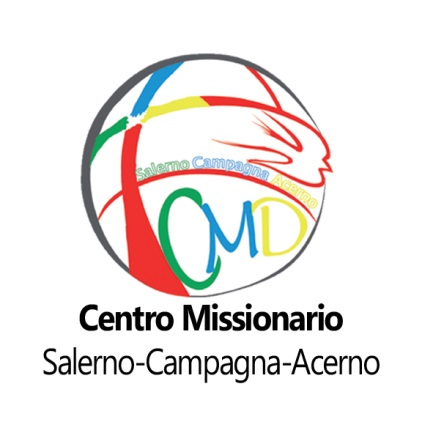 Salerno Campagna Acerno
CMD
Centro Missionario
Salerno-Campagna-Acerno